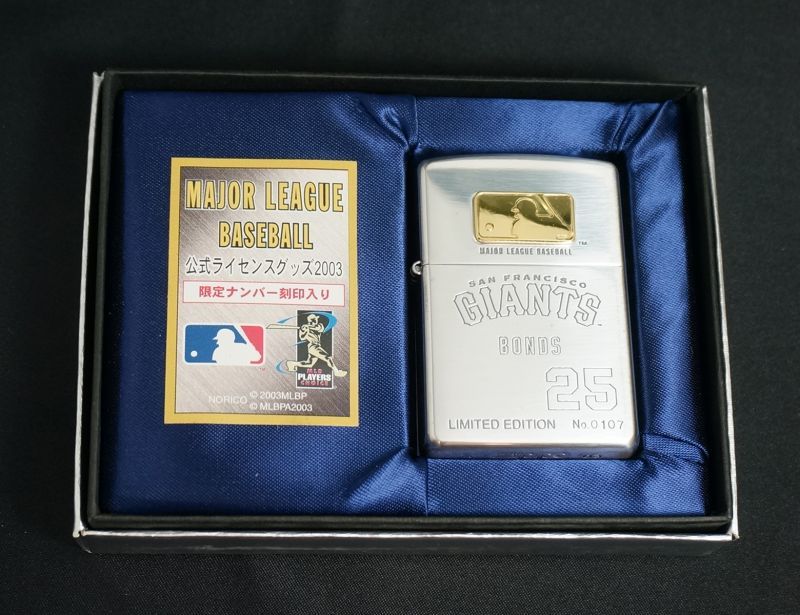 MAJOR LEAGUE
BASEBALL
公式ライセンスグッズ2003
限定ナンバー刻印入り
MLB
PLAYERS
CHOICE
NORICO © 2003MLBP
© MLBPA2003
MAJOR LEAGUE BASEBALL
TM
SAN FRANCISCO
GIANTS
BONDS
25
LIMITED EDITION No.0107